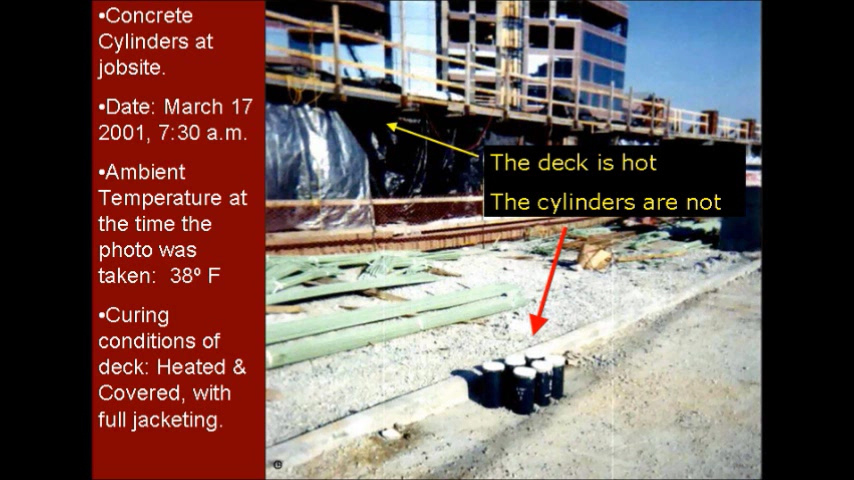 •Concrete
Cylinders at
jobsite.
•Date: March 17
2001, 7:30 a.m.
•Ambient
Temperature at
the time the
photo was
taken:  38º F
•Curing
conditions of
deck: Heated &
Covered, with
full jacketing.
The deck is hot
The cylinders are not